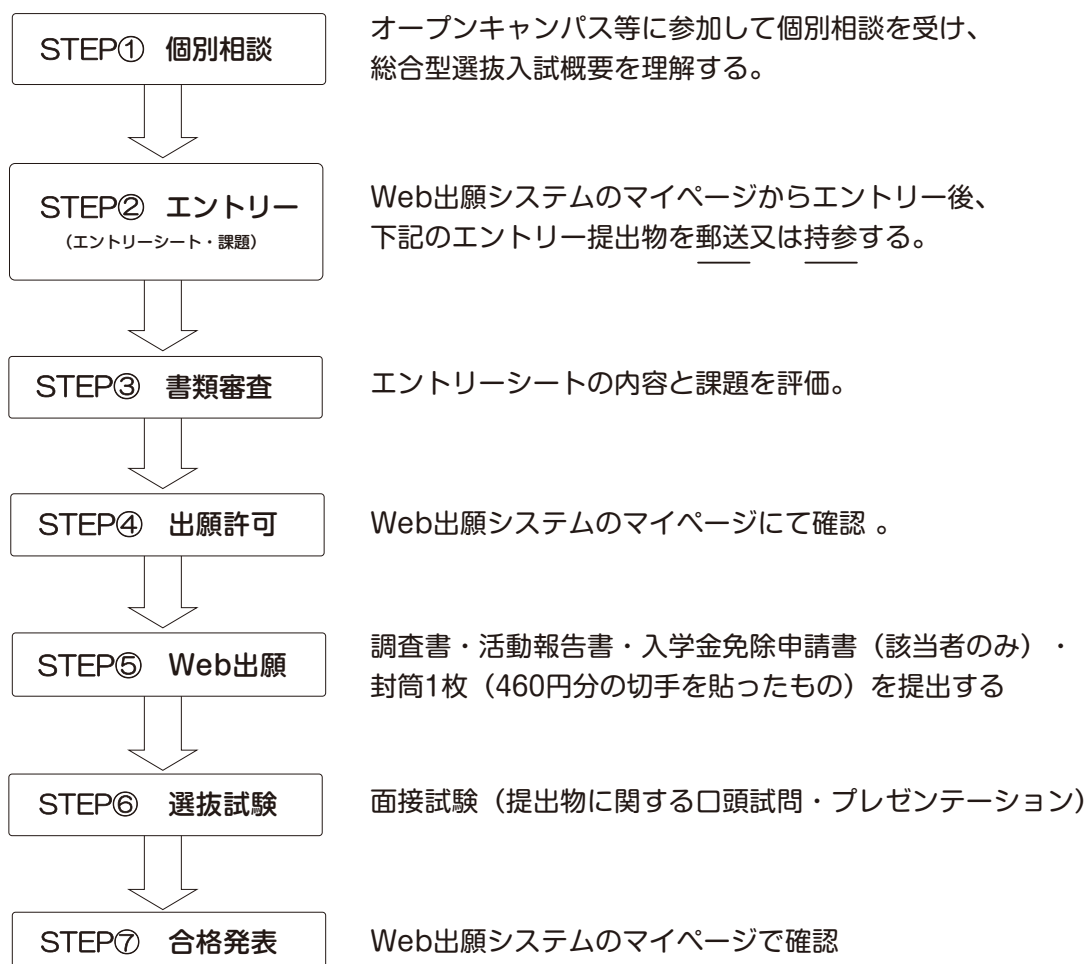 STEP① 個別相談
オープンキャンパス等に参加して個別相談を受け、
総合型選抜入試概要を理解する。
STEP② エントリー
（エントリーシート・課題）
Web出願システムのマイページからエントリー後、
下記のエントリー提出物を郵送又は持参する。
STEP③ 書類審査
エントリーシートの内容と課題を評価。
STEP④ 出願許可
Web出願システムのマイページにて確認 。
STEP⑤ Web出願
調査書・活動報告書・入学金免除申請書（該当者のみ）・
封筒1枚（460円分の切手を貼ったもの）を提出する
STEP⑥ 選抜試験
面接試験（提出物に関する口頭試問・プレゼンテーション）
STEP⑦ 合格発表
Web出願システムのマイページで確認